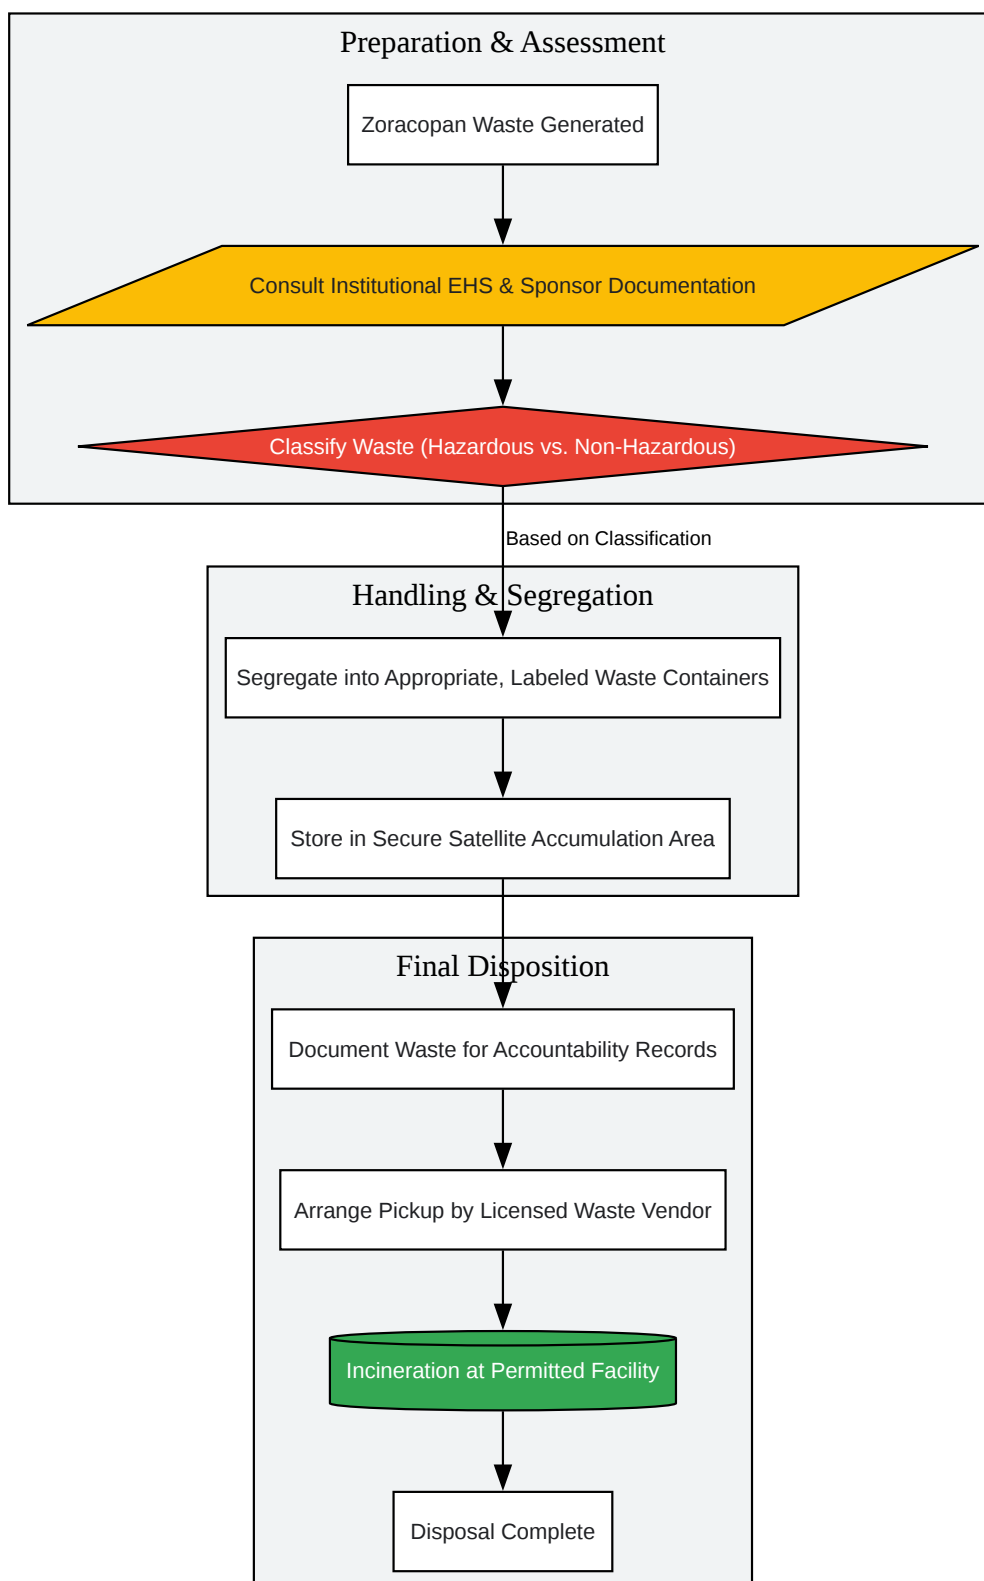 Preparation & Assessment
Zoracopan Waste Generated
Consult Institutional EHS & Sponsor Documentation
Classify Waste (Hazardous vs. Non-Hazardous)
Based on Classification
Handling & Segregation
Segregate into Appropriate, Labeled Waste Containers
Store in Secure Satellite Accumulation Area
Final Disposition
Document Waste for Accountability Records
Arrange Pickup by Licensed Waste Vendor
Incineration at Permitted Facility
Disposal Complete